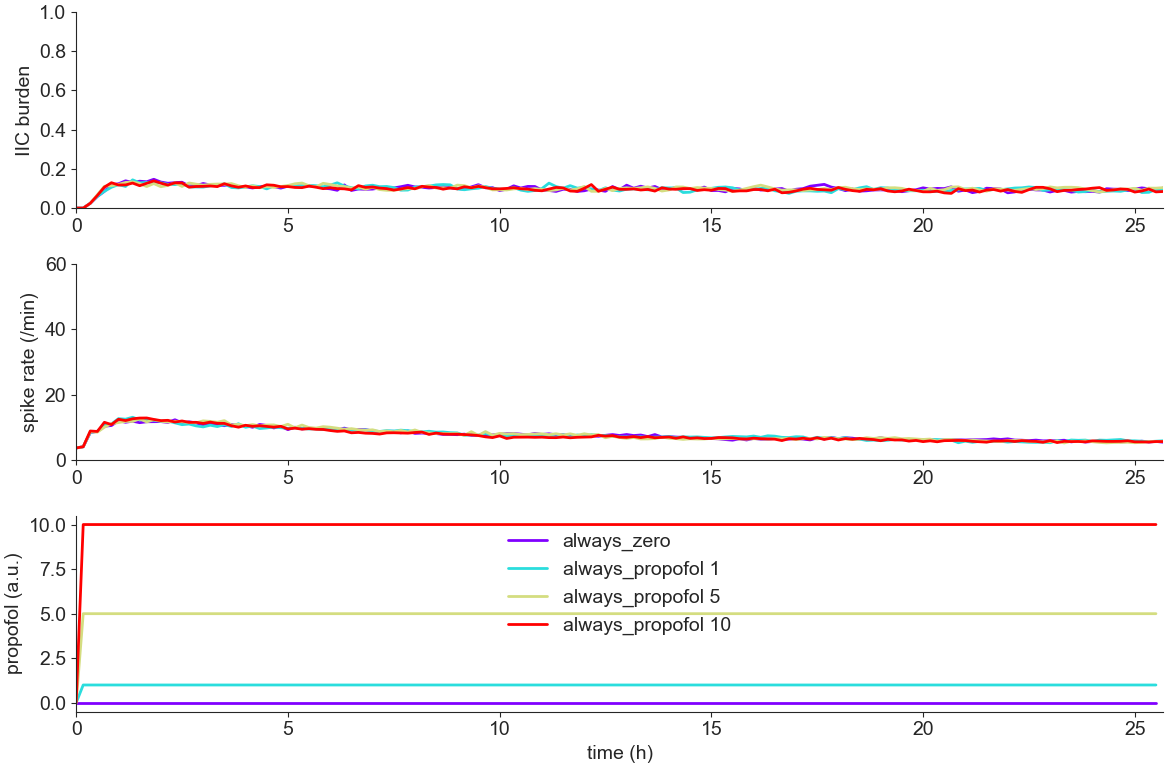 IIC burden
1.0
0.8
0.6
0.4
0.2
0.0
0 5 10 15 20 25
spike rate (/min)
60
40
20
0
0 5 10 15 20 25
propofol (a.u.)
10.0
7.5
5.0
2.5
0.0
always_zero
always_propofol 1
always_propofol 5
always_propofol 10
0 5 10 15 20 25
time (h)